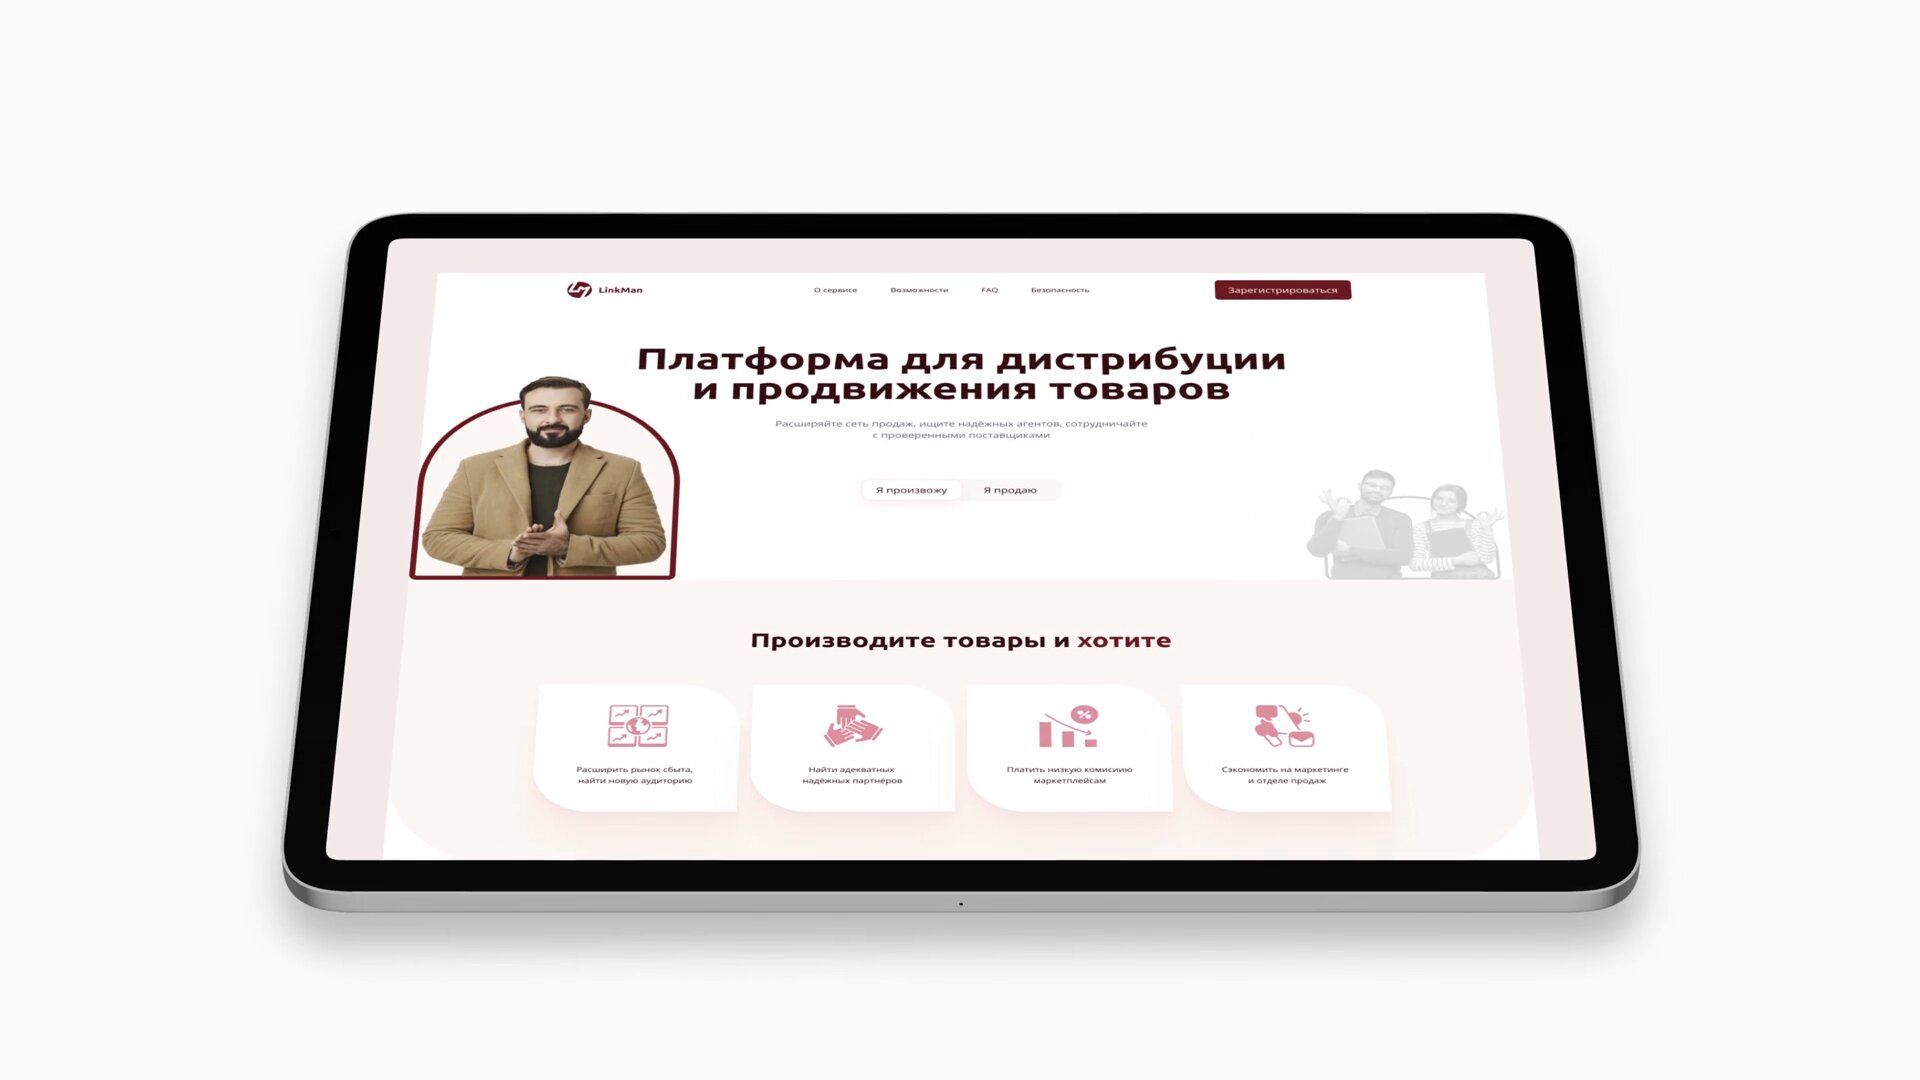 LinkMan
О сервисе
Возможности
FAQ
Безопасность
Зарегистрироваться
Платформа для дистрибуции
и продвижения товаров
Расширяйте сеть продаж, ищите надёжных агентов, сотрудничайте
с проверенными поставщиками
Я произвожу
Я продаю
Производите товары и хотите
Расширить рынок сбыта,
найти новую аудиторию
Найти адекватных
надёжных партнёров
Платить низкую комисиию
маркетплейсам
Сэкономить на маркетинге
и отделе продаж